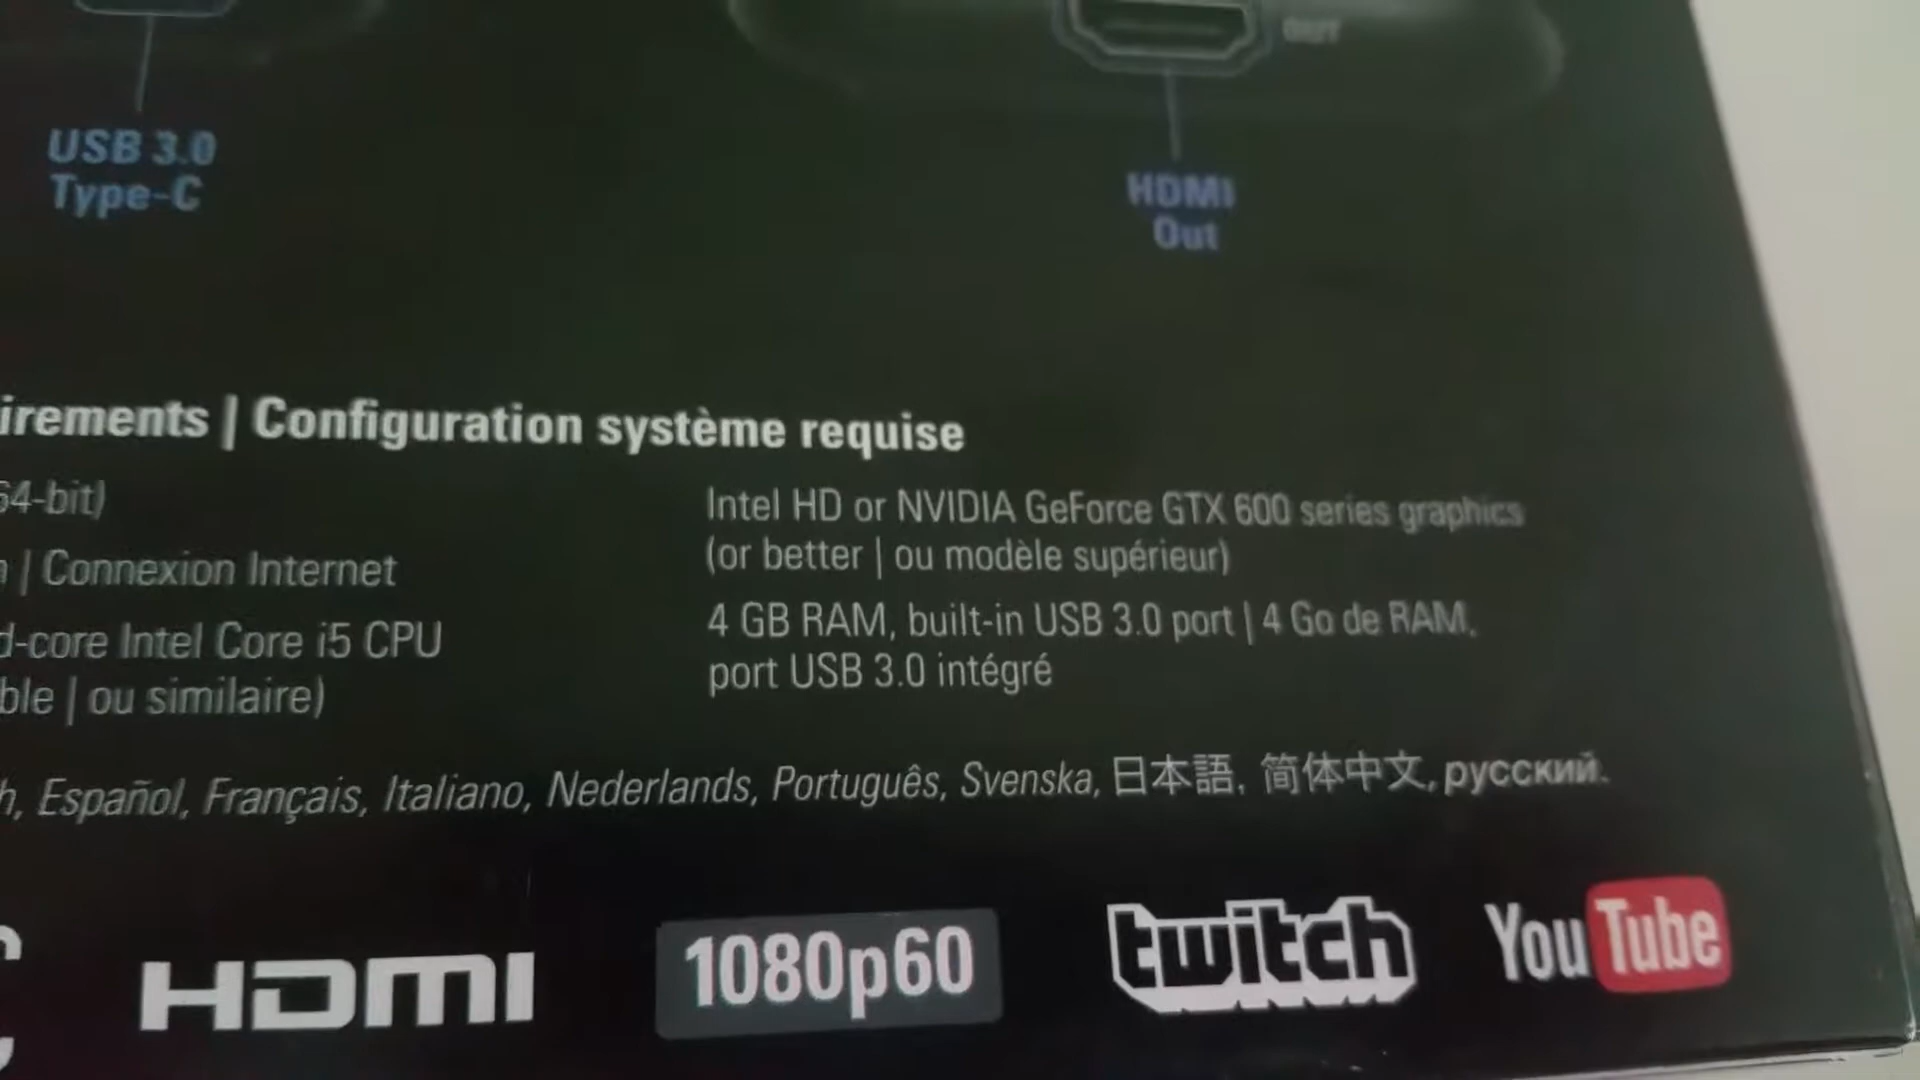 OUT
USB 3.0
Type-C
HDMI
Out
irements | Configuration système requise
64-bit)
| Connexion Internet
d-core Intel Core i5 CPU
ble | ou similaire)
Intel HD or NVIDIA GeForce GTX 600 series graphics
(or better | ou modèle supérieur)
4 GB RAM, built-in USB 3.0 port | 4 Go de RAM,
port USB 3.0 intégré
h, Español, Français, Italiano, Nederlands, Português, Svenska, 日本語, 简体中文, русский.
HDMI
1080p60
twitch
YouTube